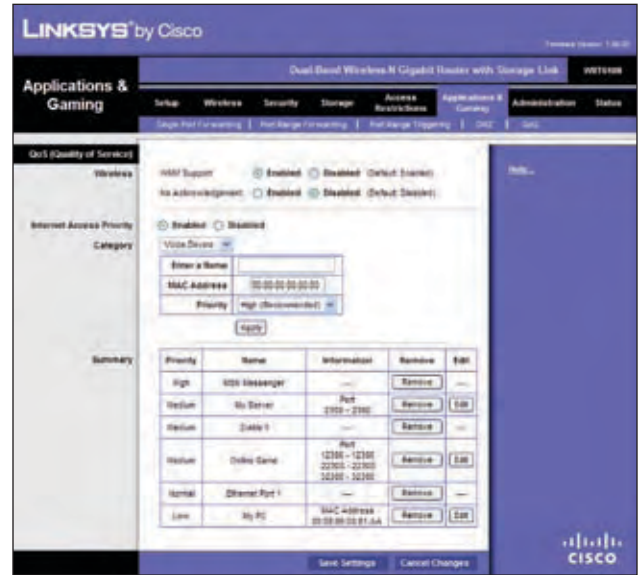 LINKSYS® by Cisco
Firmware Version:
Dual-Band Wireless-N Gigabit Router with Storage Link WRT610N
Applications & Gaming
Setup Wireless Security Storage Access Restrictions Applications & Gaming Administration Status
Single Port Forwarding | Port Range Forwarding | Port Range Triggering | DMZ | QoS
QoS (Quality of Service)
Wireless
WMM Support Enabled Disabled (Default: Enabled)
No Acknowledgement Enabled Disabled (Default: Disabled)
Help...
Internet Access Priority Enabled Disabled
Category Voice Device
Enter a Name
MAC Address 00:00:00:00:00:00
Priority High (Recommended)
Apply
Summary
Priority Name Information Remove Edit
High MSN Messenger --- Remove ---
Medium My Server Port Remove Edit
Medium --- Remove ---
Medium Online Game Port Remove Edit
Normal Ethernet Port 1 --- Remove ---
Low My PC MAC Address Remove Edit
Save Settings Cancel Changes
CISCO